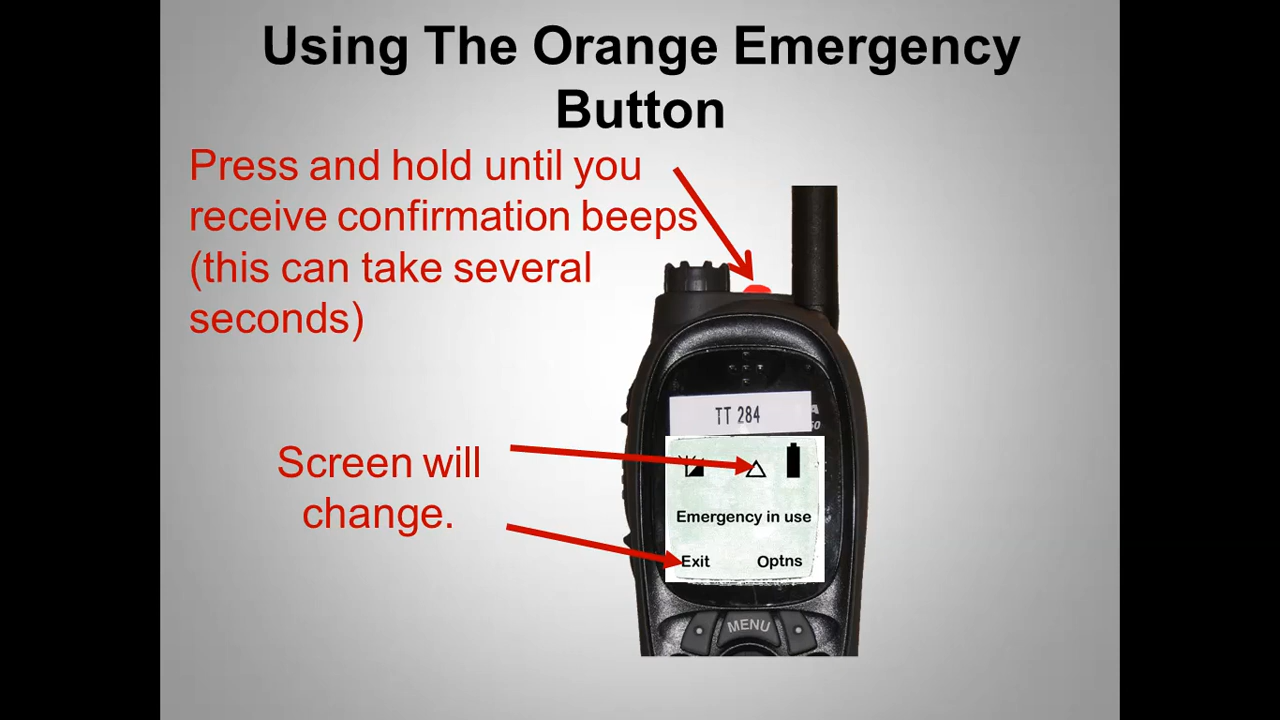 Using The Orange Emergency
Button
Press and hold until you
receive confirmation beeps
(this can take several
seconds)
TT 284
Screen will
change.
Emergency in use
Exit Optns
MENU